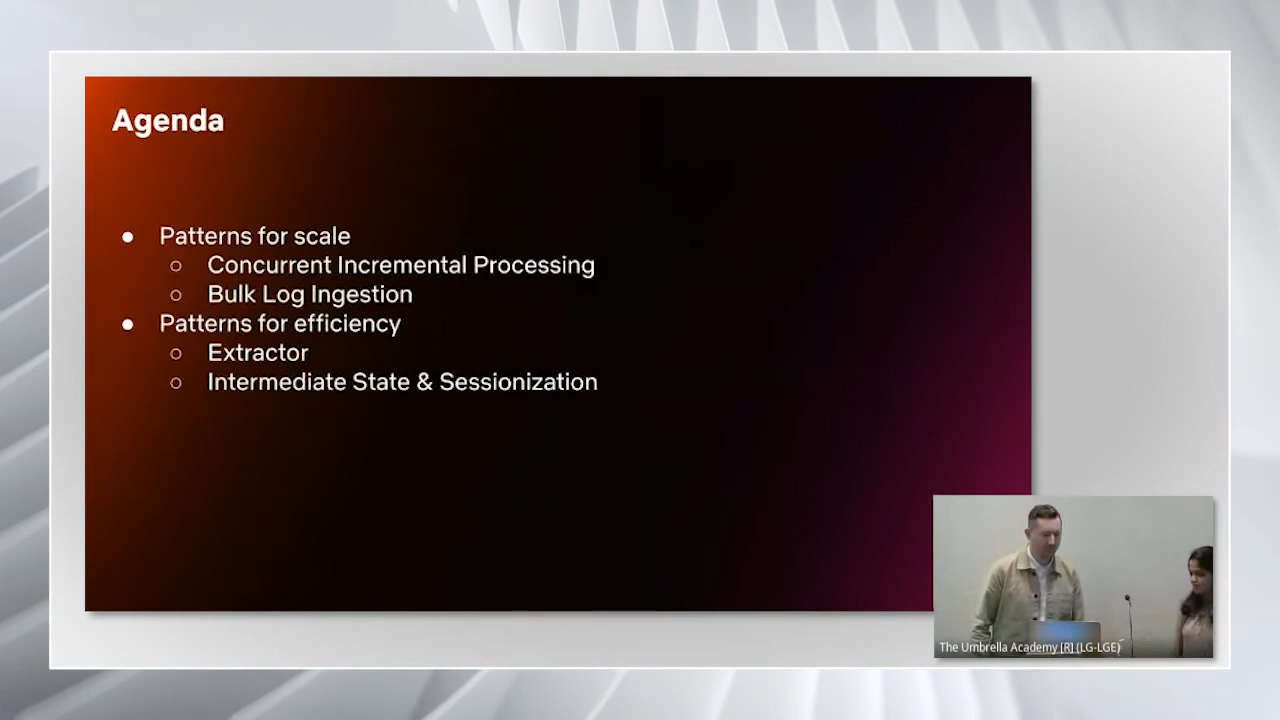 Agenda
● Patterns for scale
○ Concurrent Incremental Processing
○ Bulk Log Ingestion
● Patterns for efficiency
○ Extractor
○ Intermediate State & Sessionization
The Umbrella Academy [R] (LG-LGE)